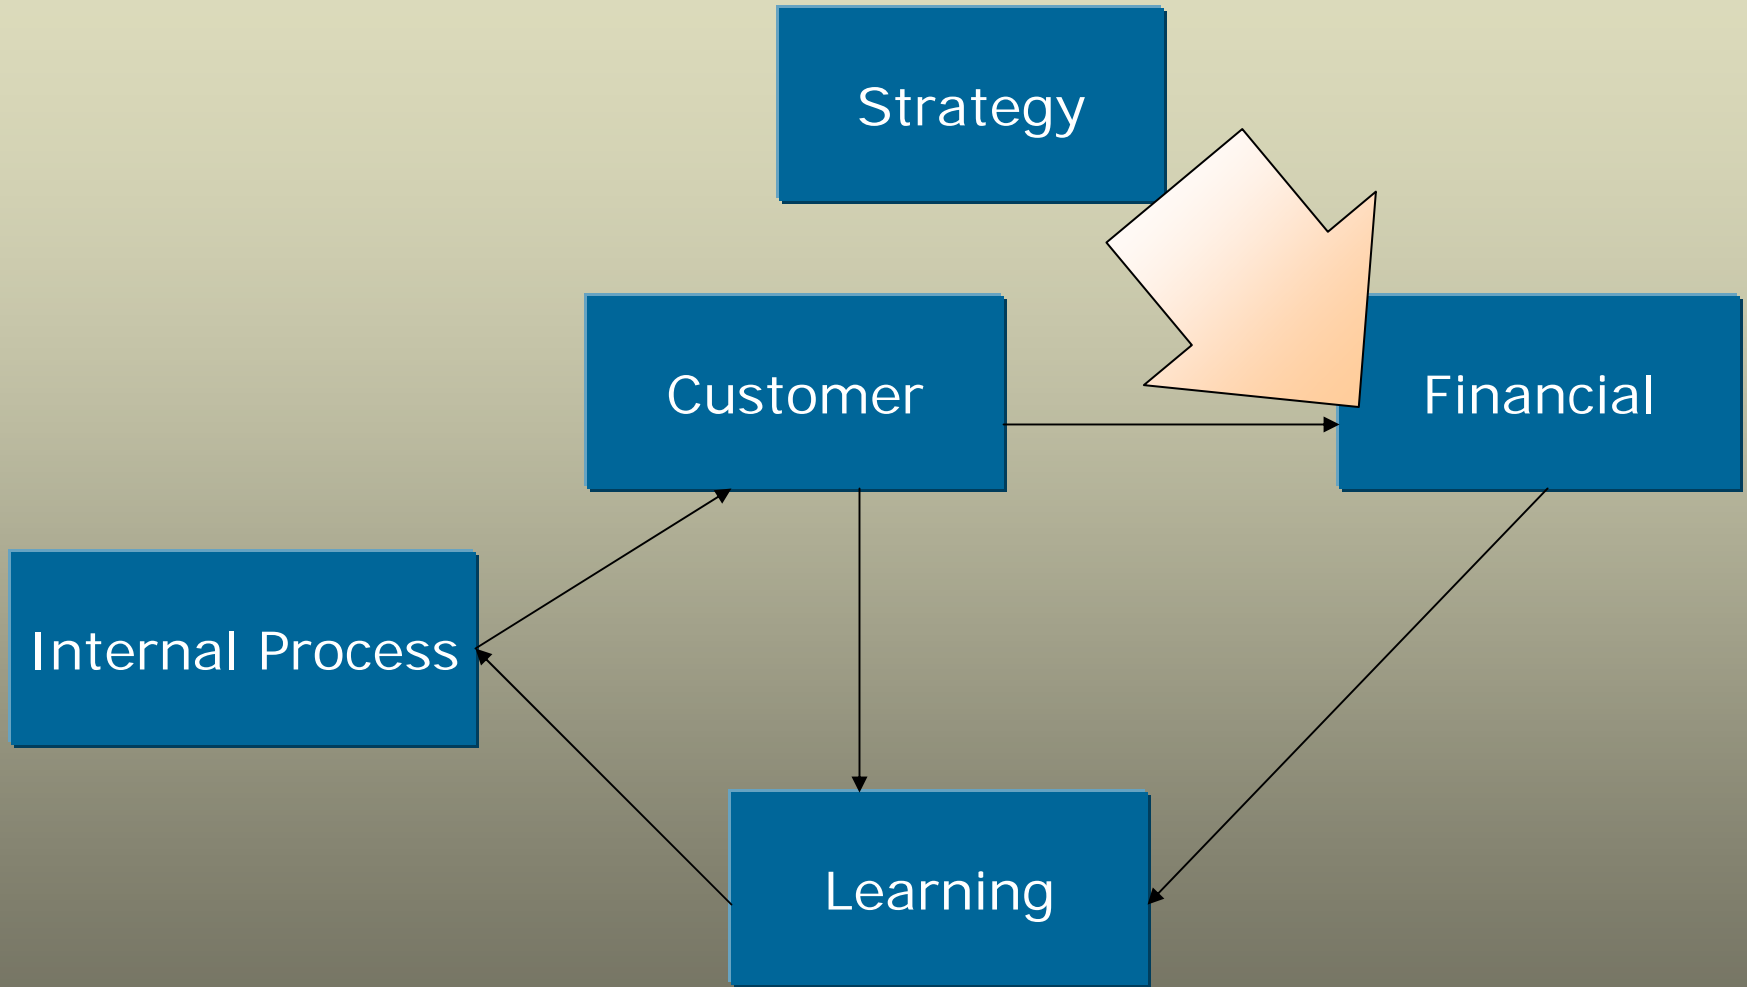 Strategy
Customer
Financial
Internal Process
Learning